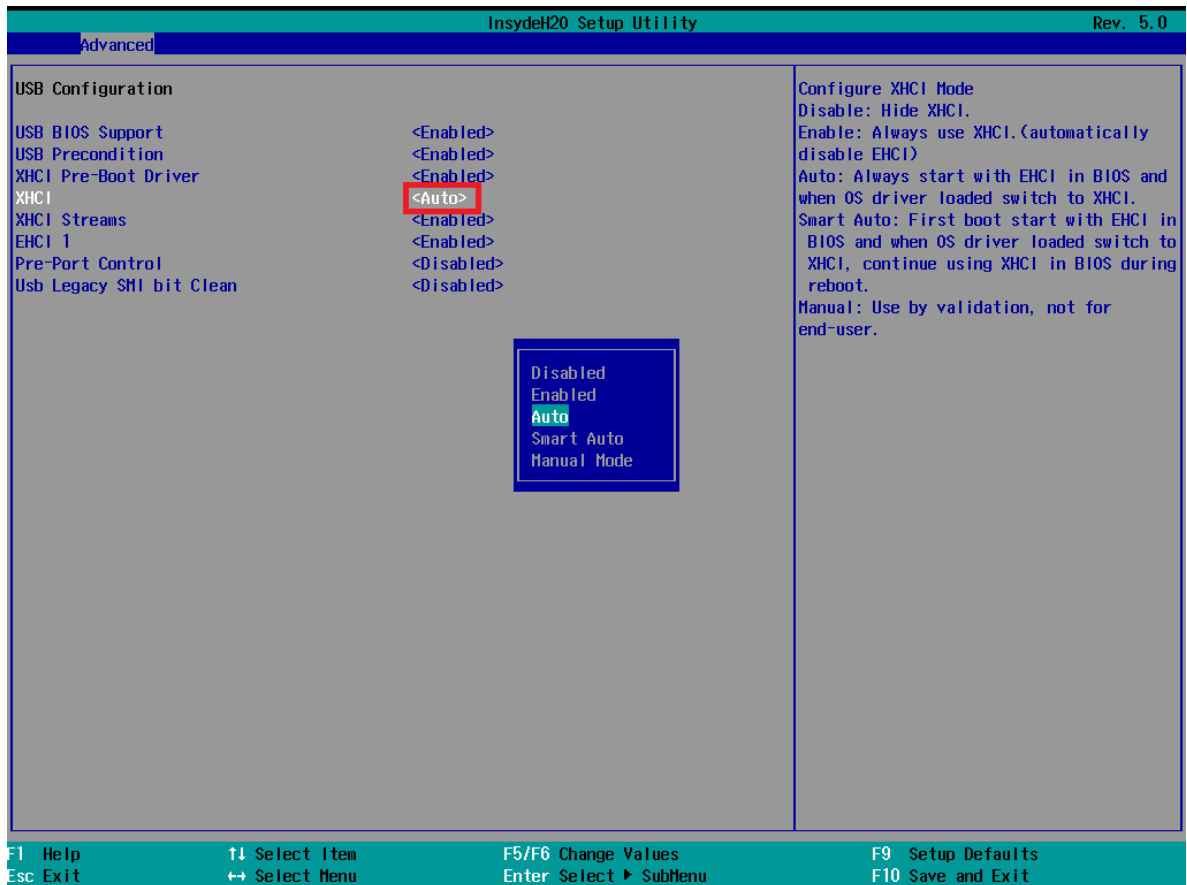 InsydeH20 Setup Utility Rev. 5.0
Advanced
USB Configuration
USB BIOS Support <Enabled>
USB Precondition <Enabled>
XHCI Pre-Boot Driver <Enabled>
XHCI <Auto>
XHCI Streams <Enabled>
EHCI 1 <Enabled>
Pre-Port Control <Disabled>
Usb Legacy SMI bit Clean <Disabled>
Disabled
Enabled
Auto
Smart Auto
Manual Mode
Configure XHCI Mode
Disable: Hide XHCI.
Enable: Always use XHCI.(automatically
disable EHCI)
Auto: Always start with EHCI in BIOS and
when OS driver loaded switch to XHCI.
Smart Auto: First boot start with EHCI in
BIOS and when OS driver loaded switch to
XHCI, continue using XHCI in BIOS during
reboot.
Manual: Use by validation, not for
end-user.
F1 Help ↑↓ Select Item F5/F6 Change Values F9 Setup Defaults
Esc Exit ↔ Select Menu Enter Select ▶ SubMenu F10 Save and Exit